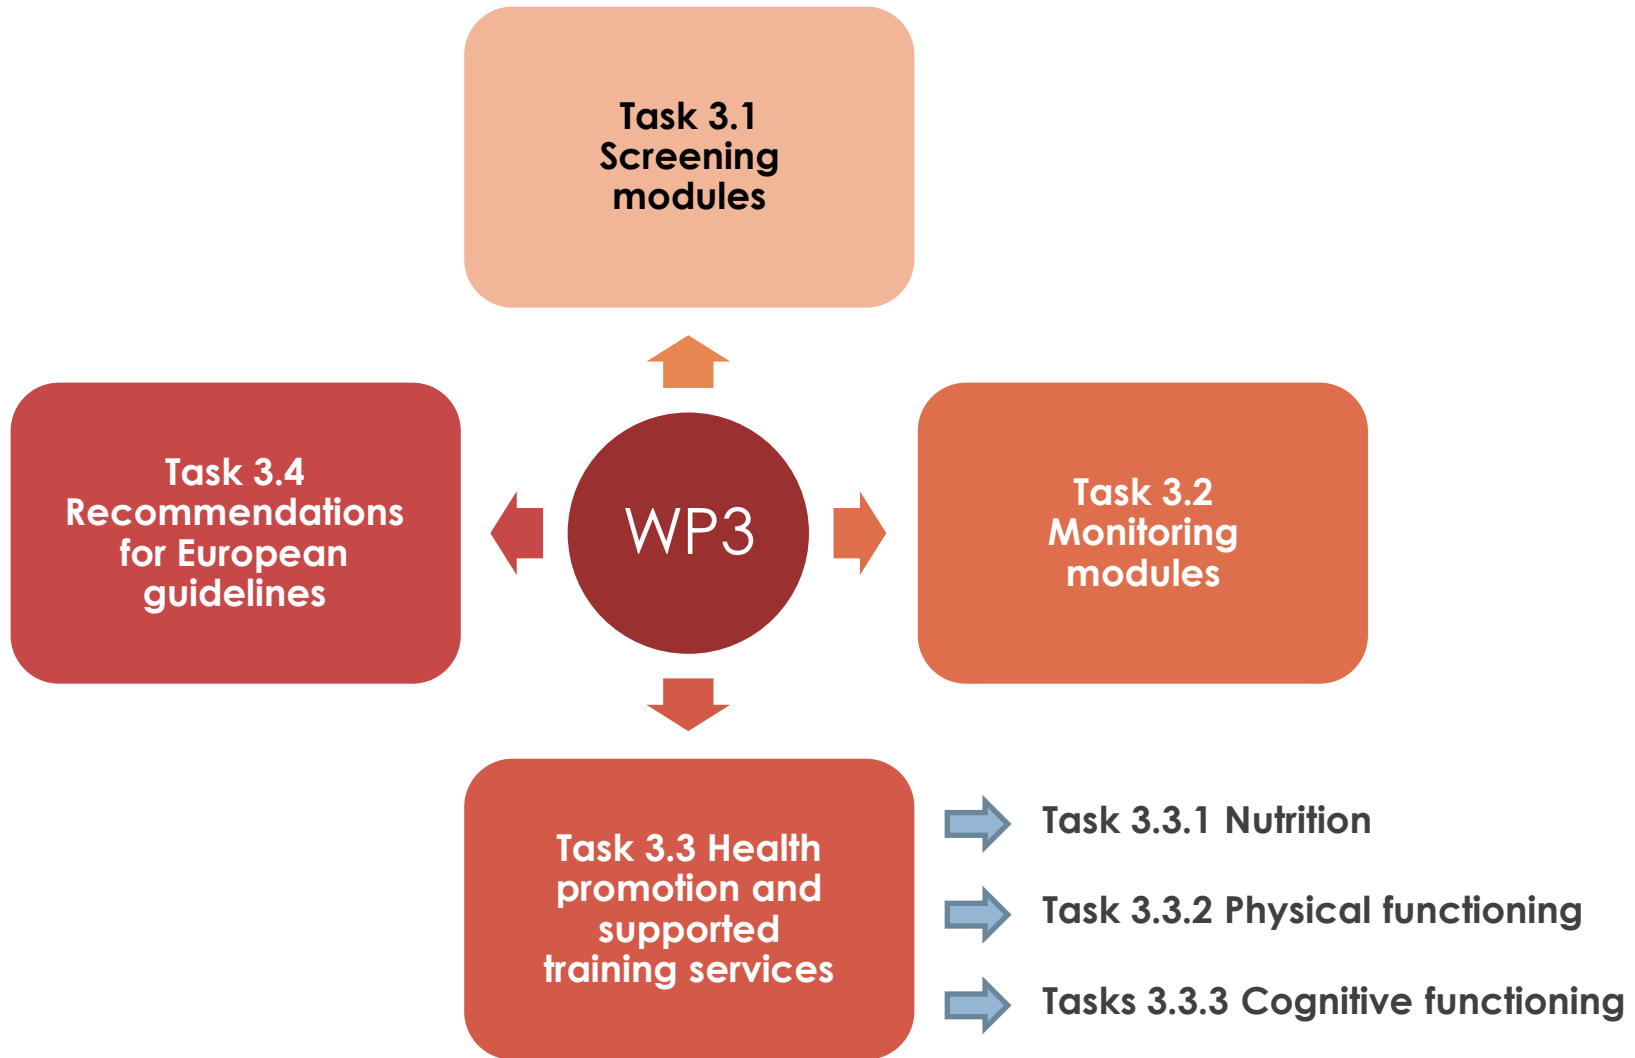 Task 3.1
Screening
modules
Task 3.4
Recommendations
for European
guidelines
WP3
Task 3.2
Monitoring
modules
Task 3.3 Health
promotion and
supported
training services
Task 3.3.1 Nutrition
Task 3.3.2 Physical functioning
Tasks 3.3.3 Cognitive functioning